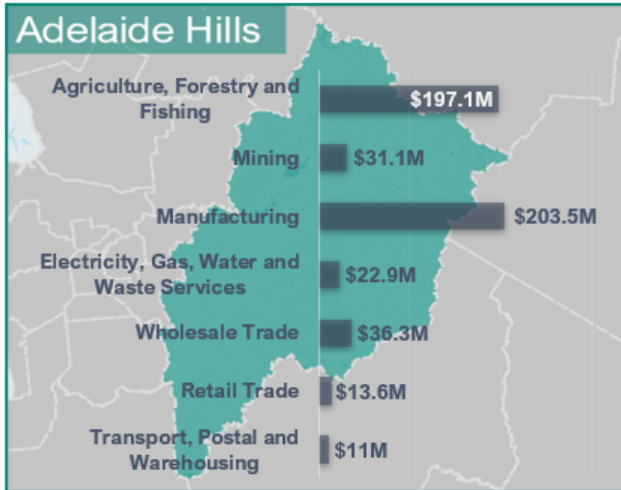 Adelaide Hills
Agriculture, Forestry and
Fishing
$197.1M
Mining
$31.1M
Manufacturing
$203.5M
Electricity, Gas, Water and
Waste Services
$22.9M
Wholesale Trade
$36.3M
Retail Trade
$13.6M
Transport, Postal and
Warehousing
$11M